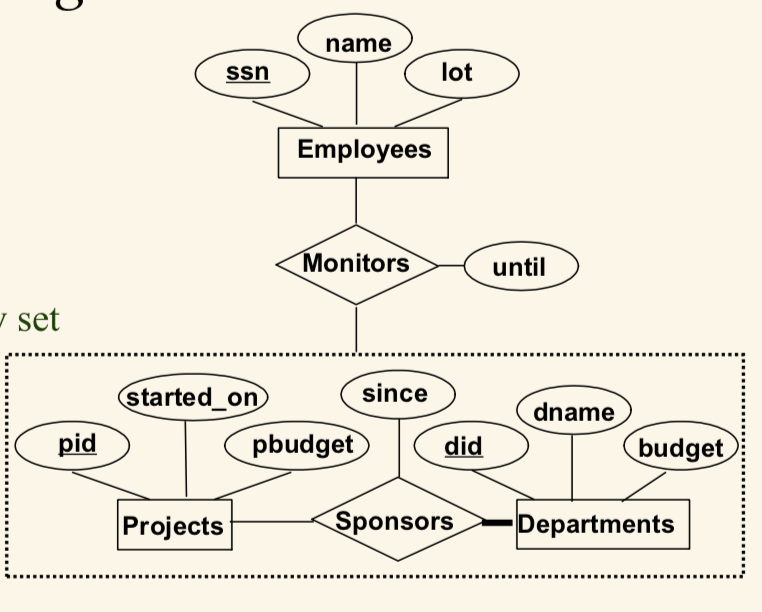 g
name
ssn
lot
Employees
Monitors
until
y set
started_on
since
dname
pid
pbudget
did
budget
Projects
Sponsors
Departments